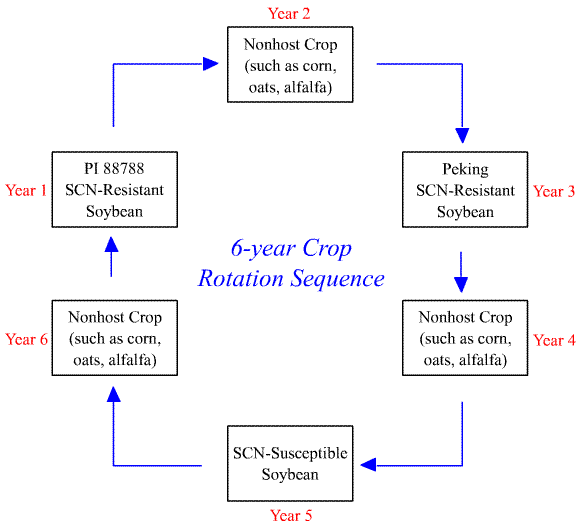 Year 2
Nonhost Crop
(such as corn,
oats, alfalfa)
Year 1
PI 88788
SCN-Resistant
Soybean
Peking
SCN-Resistant
Soybean
Year 3
6-year Crop
Rotation Sequence
Year 6
Nonhost Crop
(such as corn,
oats, alfalfa)
Nonhost Crop
(such as corn,
oats, alfalfa)
Year 4
SCN-Susceptible
Soybean
Year 5